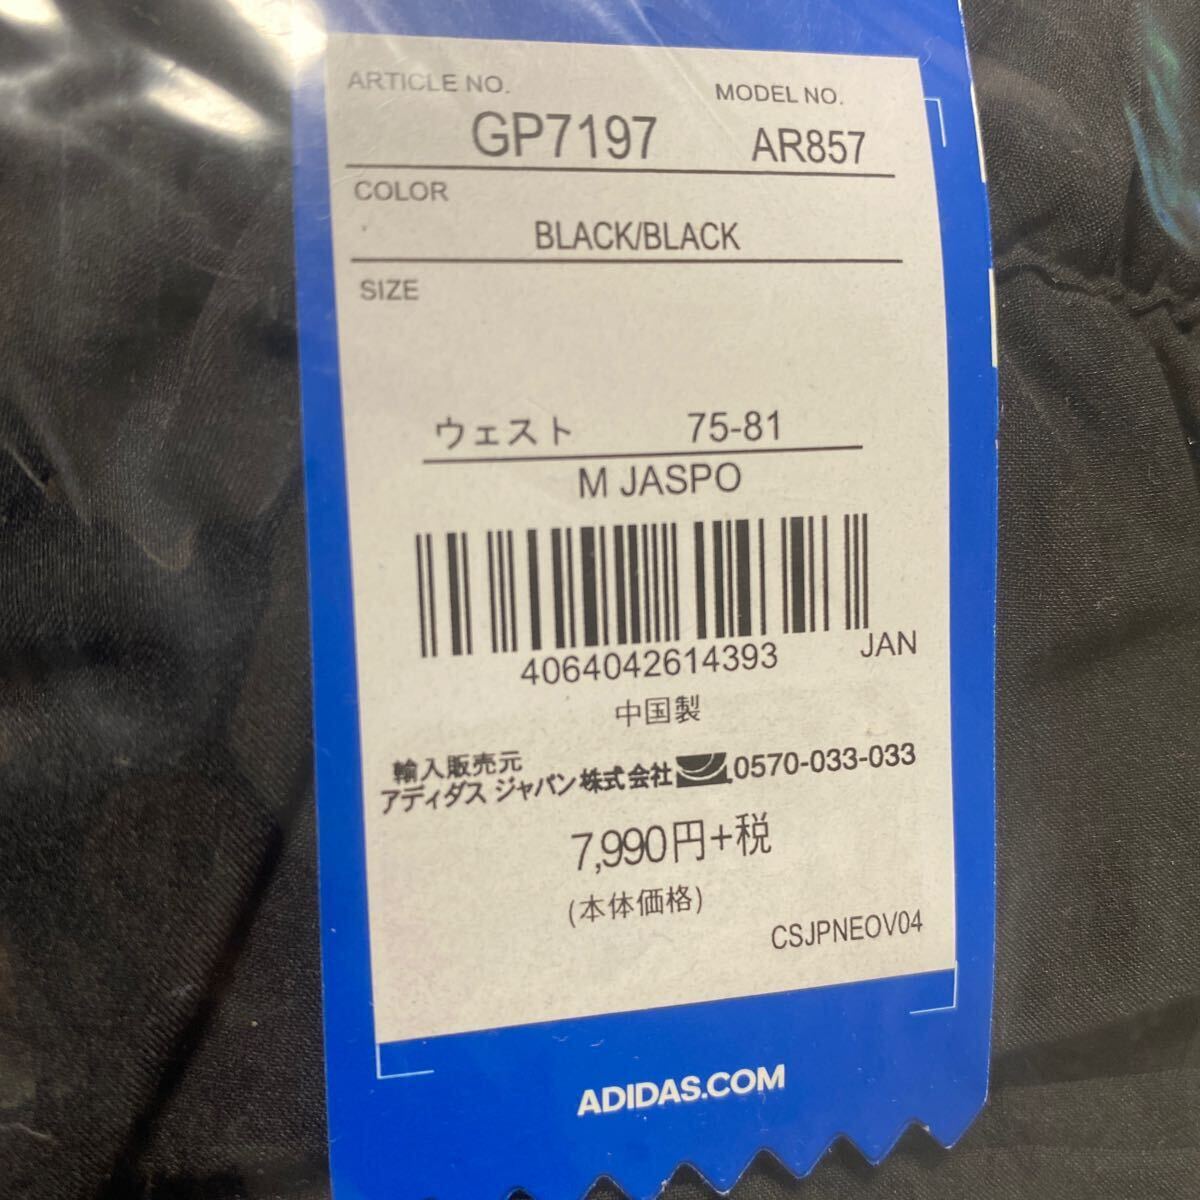 ARTICLE NO.
MODEL NO.
GP7197
AR857
COLOR
BLACK/BLACK
SIZE
ウェスト 75-81
M JASPO
4064042614393
JAN
中国製
輸入販売元
アディダス ジャパン株式会社 0570-033-033
7,990円+税
(本体価格)
CSJPNEOV04
ADIDAS.COM